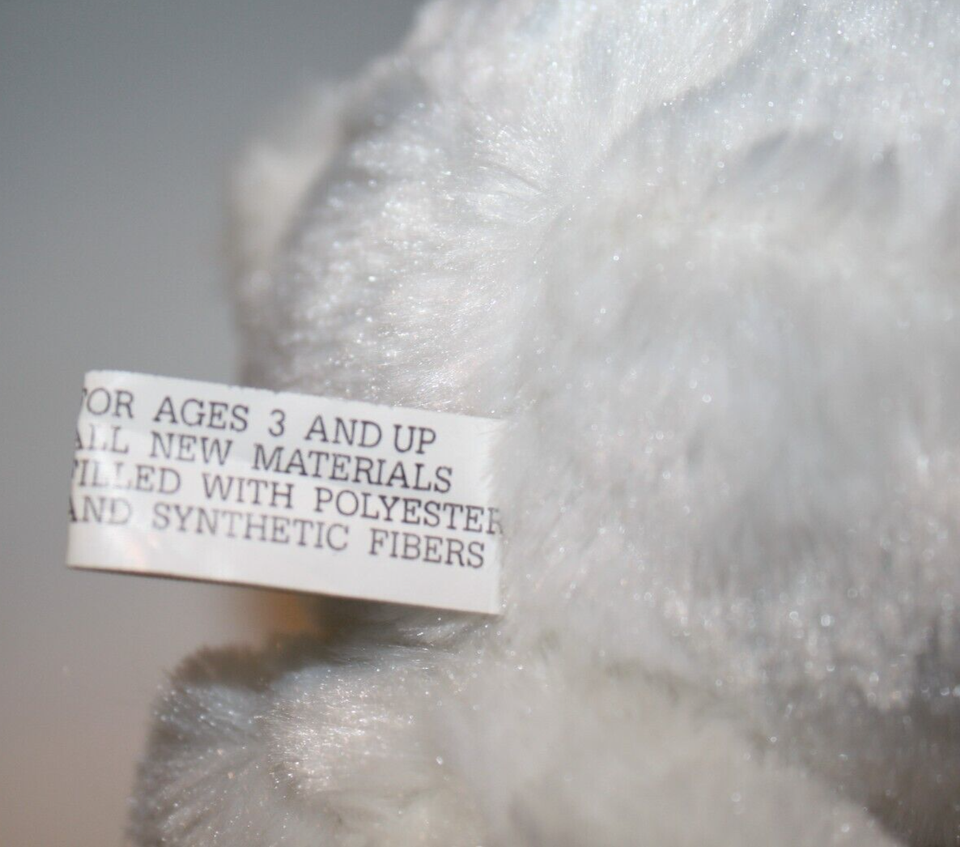 FOR AGES 3 AND UP
ALL NEW MATERIALS
FILLED WITH POLYESTER
AND SYNTHETIC FIBERS